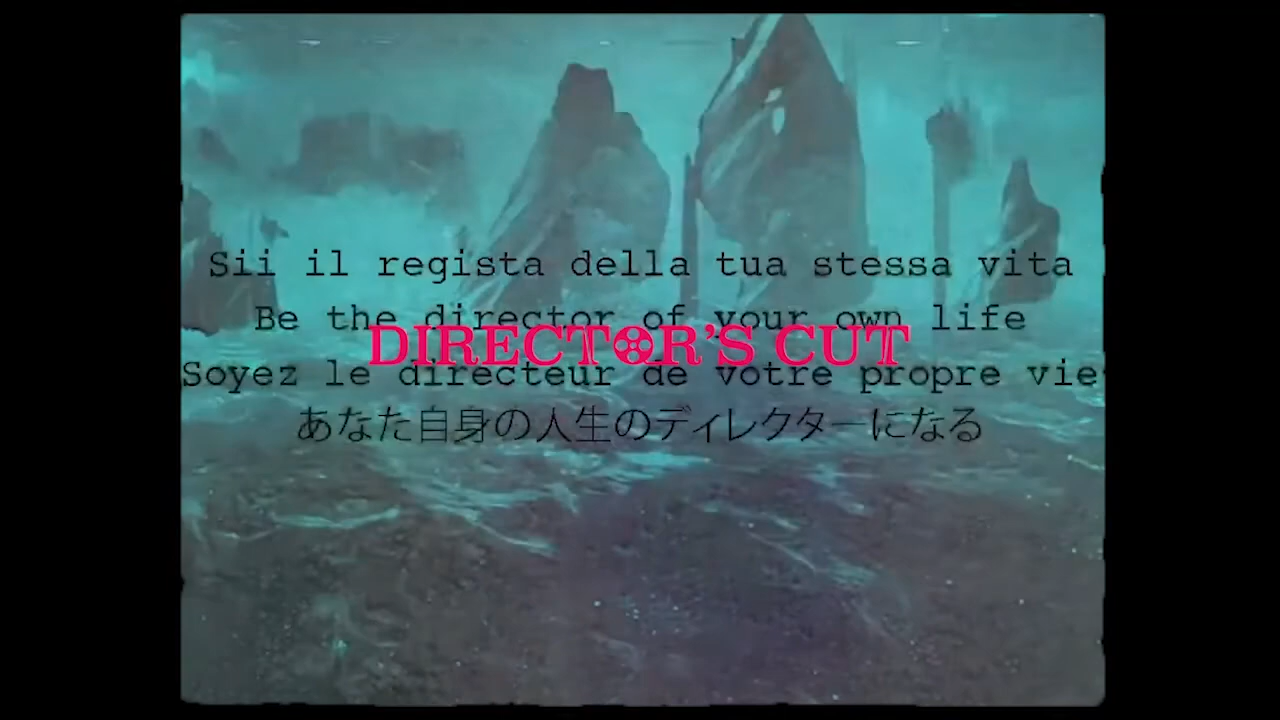 Sii il regista della tua stessa vita
Be the director of your own life
DIRECTOR'S CUT
Soyez le directeur de votre propre vie
あなた自身の人生のディレクターになる